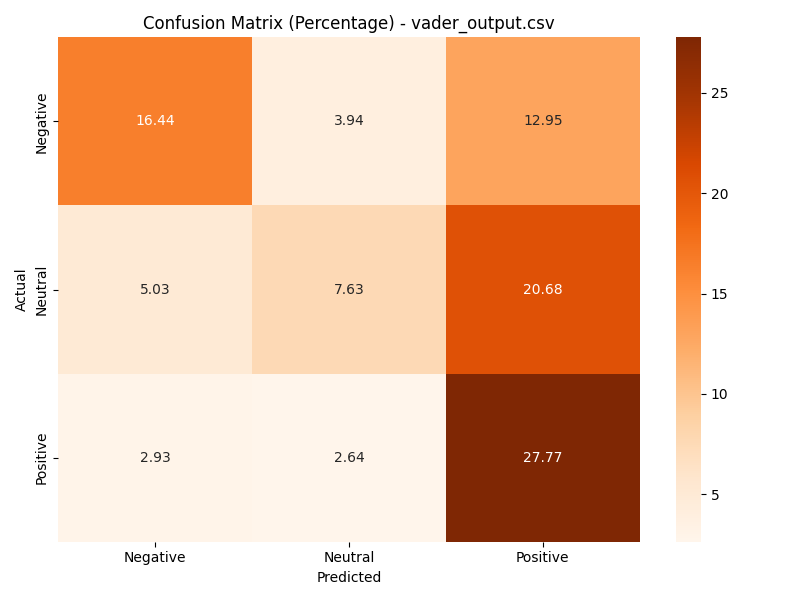 Confusion Matrix (Percentage) - vader_output.csv
Actual
Negative
16.44 3.94 12.95
Neutral
5.03 7.63 20.68
Positive
2.93 2.64 27.77
Negative Neutral Positive
Predicted
25
20
15
10
5